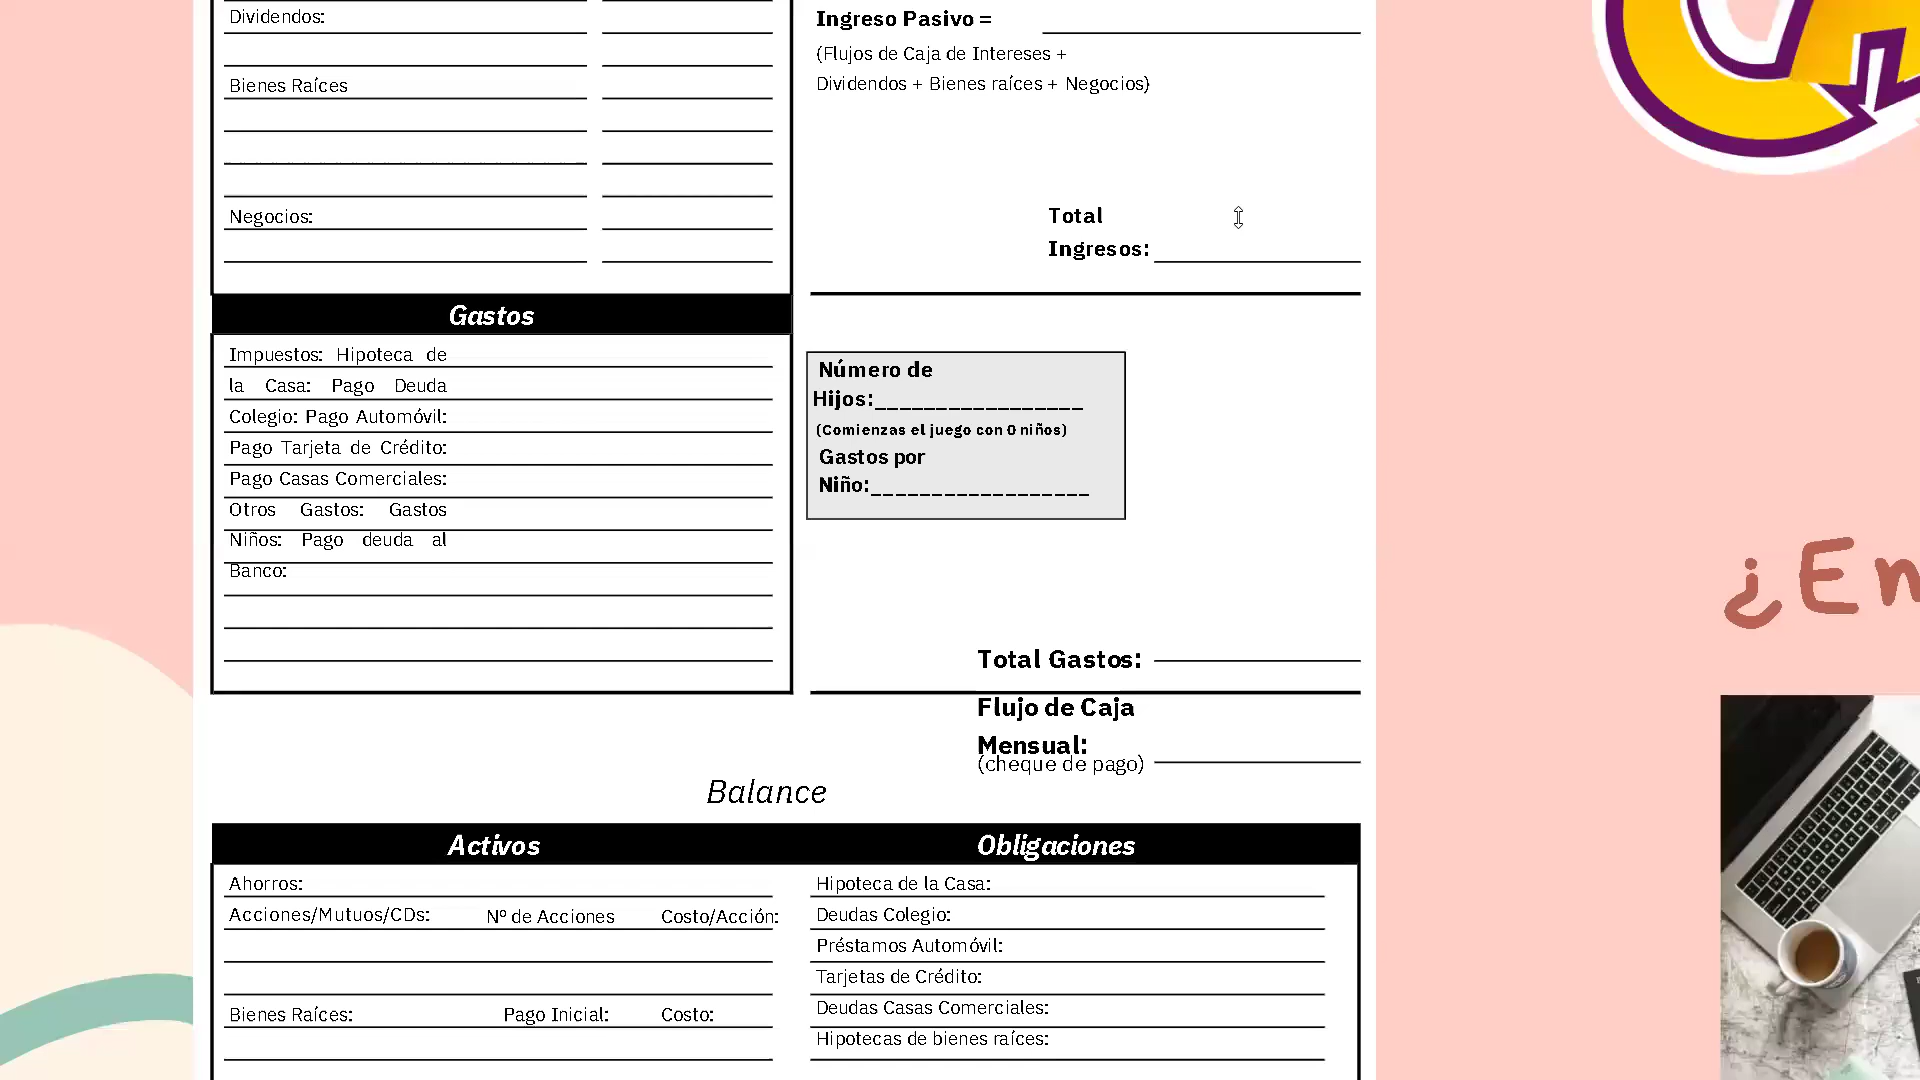 Dividendos:
Bienes Raíces
Negocios:
Ingreso Pasivo =
(Flujos de Caja de Intereses +
Dividendos + Bienes raíces + Negocios)
Total
Ingresos:
Gastos
Impuestos: Hipoteca de
la Casa: Pago Deuda
Colegio: Pago Automóvil:
Pago Tarjeta de Crédito:
Pago Casas Comerciales:
Otros Gastos: Gastos
Niños: Pago deuda al
Banco:
Número de
Hijos:_________________
(Comienzas el juego con 0 niños)
Gastos por
Niño:__________________
Total Gastos:
Flujo de Caja
Mensual:
(cheque de pago)
Balance
Activos
Obligaciones
Ahorros:
Acciones/Mutuos/CDs: Nº de Acciones Costo/Acción:
Bienes Raíces: Pago Inicial: Costo:
Hipoteca de la Casa:
Deudas Colegio:
Préstamos Automóvil:
Tarjetas de Crédito:
Deudas Casas Comerciales:
Hipotecas de bienes raíces: